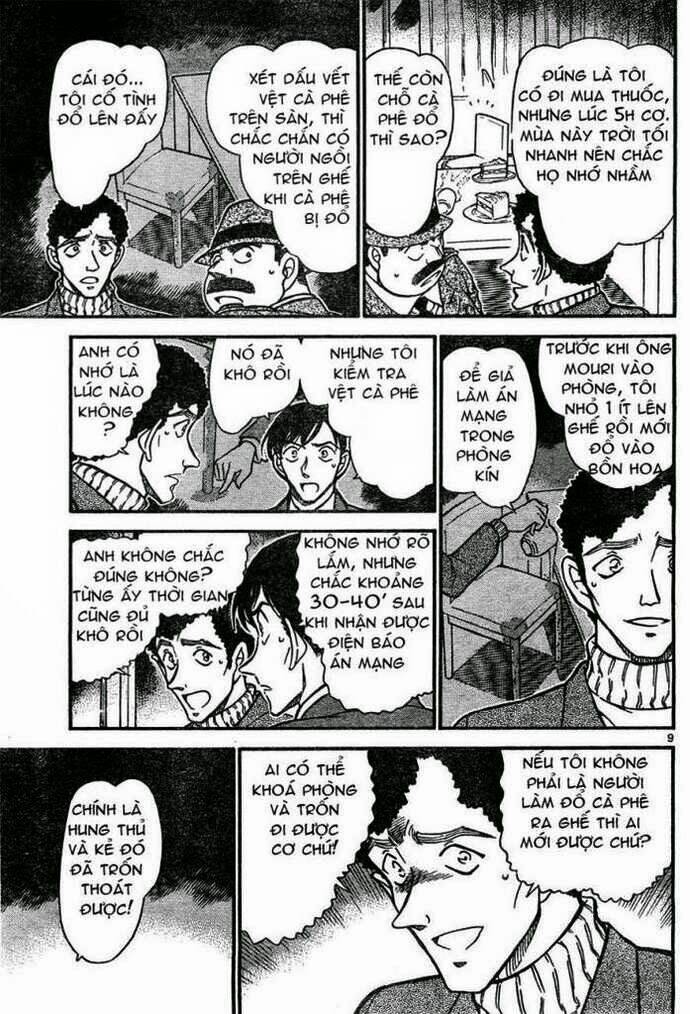 ĐÚNG LÀ TÔI
CÓ ĐI MUA THUỐC,
NHƯNG LÚC 5H CƠ.
MÙA NÀY TRỜI TỐI
NHANH NÊN CHẮC
HỌ NHỚ NHẦM
THẾ CÒN
CHỖ CÀ
PHÊ ĐỔ
THÌ SAO?
XÉT DẤU VẾT
VỆT CÀ PHÊ
TRÊN SÀN, THÌ
CHẮC CHẮN CÓ
NGƯỜI NGỒI
TRÊN GHẾ
KHI CÀ PHÊ
BỊ ĐỔ
CÁI ĐÓ...
TÔI CỐ TÌNH
ĐỔ LÊN ĐẤY
TRƯỚC KHI ÔNG
MOURI VÀO
PHÒNG, TÔI
NHỎ 1 ÍT LÊN
GHẾ RỒI MỚI
ĐỔ VÀO
BỒN HOA
ĐỂ GIẢ
LÀM ÁN
MẠNG
TRONG
PHÒNG
KÍN
NHƯNG TÔI
KIỂM TRA
VỆT CÀ PHÊ
NÓ ĐÃ
KHÔ RỒI
ANH CÓ
NHỚ LÀ
LÚC NÀO
KHÔNG
?
KHÔNG NHỚ RÕ
LẮM, NHƯNG
CHẮC KHOẢNG
30-40' SAU
KHI NHẬN ĐƯỢC
ĐIỆN BÁO
ÁN MẠNG
ANH KHÔNG CHẮC
ĐÚNG KHÔNG?
TỪNG ẤY THỜI GIAN
CŨNG ĐỦ
KHÔ RỒI
9
NẾU TÔI KHÔNG
PHẢI LÀ NGƯỜI
LÀM ĐỔ CÀ PHÊ
RA GHẾ THÌ AI
MỚI ĐƯỢC CHỨ?
AI CÓ THỂ
KHOÁ PHÒNG
VÀ TRỐN
ĐI ĐƯỢC
CƠ CHỨ!
CHÍNH LÀ
HUNG THỦ
VÀ KẺ ĐÓ
ĐÃ TRỐN
THOÁT
ĐƯỢC!